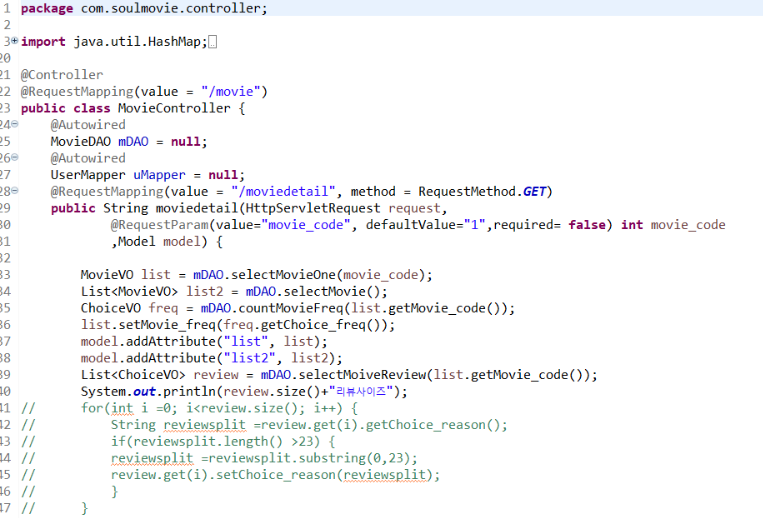 1 package com.soulmovie.controller;
2
3 import java.util.HashMap;
20
21 @Controller
22 @RequestMapping(value = "/movie")
23 public class MovieController {
24 @Autowired
25 MovieDAO mDAO = null;
26 @Autowired
27 UserMapper uMapper = null;
28 @RequestMapping(value = "/moviedetail", method = RequestMethod.GET)
29 public String moviedetail(HttpServletRequest request,
30 @RequestParam(value="movie_code", defaultValue="1",required= false) int movie_code
31 ,Model model) {
32
33 MovieVO list = mDAO.selectMovieOne(movie_code);
34 List<MovieVO> list2 = mDAO.selectMovie();
35 ChoiceVO freq = mDAO.countMovieFreq(list.getMovie_code());
36 list.setMovie_freq(freq.getChoice_freq());
37 model.addAttribute("list", list);
38 model.addAttribute("list2", list2);
39 List<ChoiceVO> review = mDAO.selectMoiveReview(list.getMovie_code());
40 System.out.println(review.size()+"리뷰사이즈");
41 // for(int i =0; i<review.size(); i++) {
42 // String reviewsplit =review.get(i).getChoice_reason();
43 // if(reviewsplit.length() >23) {
44 // reviewsplit =reviewsplit.substring(0,23);
45 // review.get(i).setChoice_reason(reviewsplit);
46 // }
47 // }